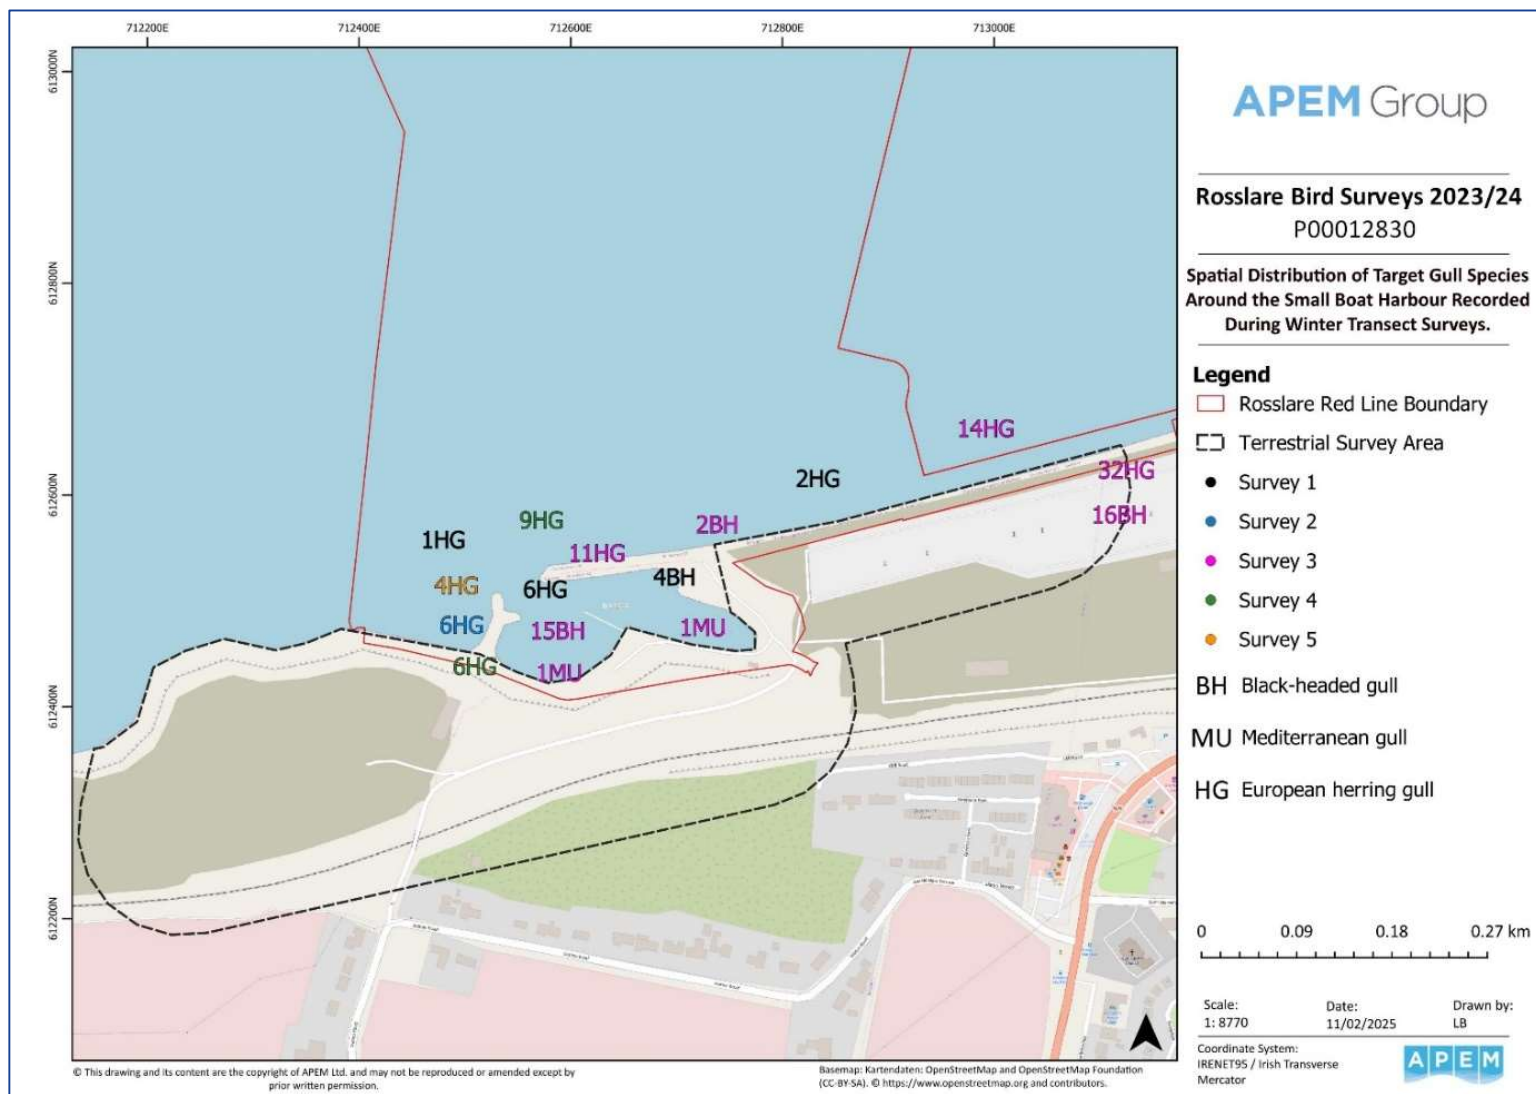 712200E
712400E
712600E
712800E
713000E
613000N
612800N
612600N
612400N
612200N
14HG
32HG
2HG
16BH
9HG
2BH
1HG
11HG
4HG
6HG
4BH
6HG
15BH
1MU
6HG
1MU
APEM Group
Rosslare Bird Surveys 2023/24
P00012830
Spatial Distribution of Target Gull Species
Around the Small Boat Harbour Recorded
During Winter Transect Surveys.
Legend
Rosslare Red Line Boundary
Terrestrial Survey Area
Survey 1
Survey 2
Survey 3
Survey 4
Survey 5
BH Black-headed gull
MU Mediterranean gull
HG European herring gull
0 0.09 0.18 0.27 km
Scale: Date: Drawn by:
1: 8770 11/02/2025 LB
Coordinate System:
IRENET95 / Irish Transverse
Mercator
APEM
© This drawing and its content are the copyright of APEM Ltd. and may not be reproduced or amended except by
prior written permission.
Basemap: Kartendaten: OpenStreetMap and OpenStreetMap Foundation
(CC-BY-SA). © https://www.openstreetmap.org and contributors.